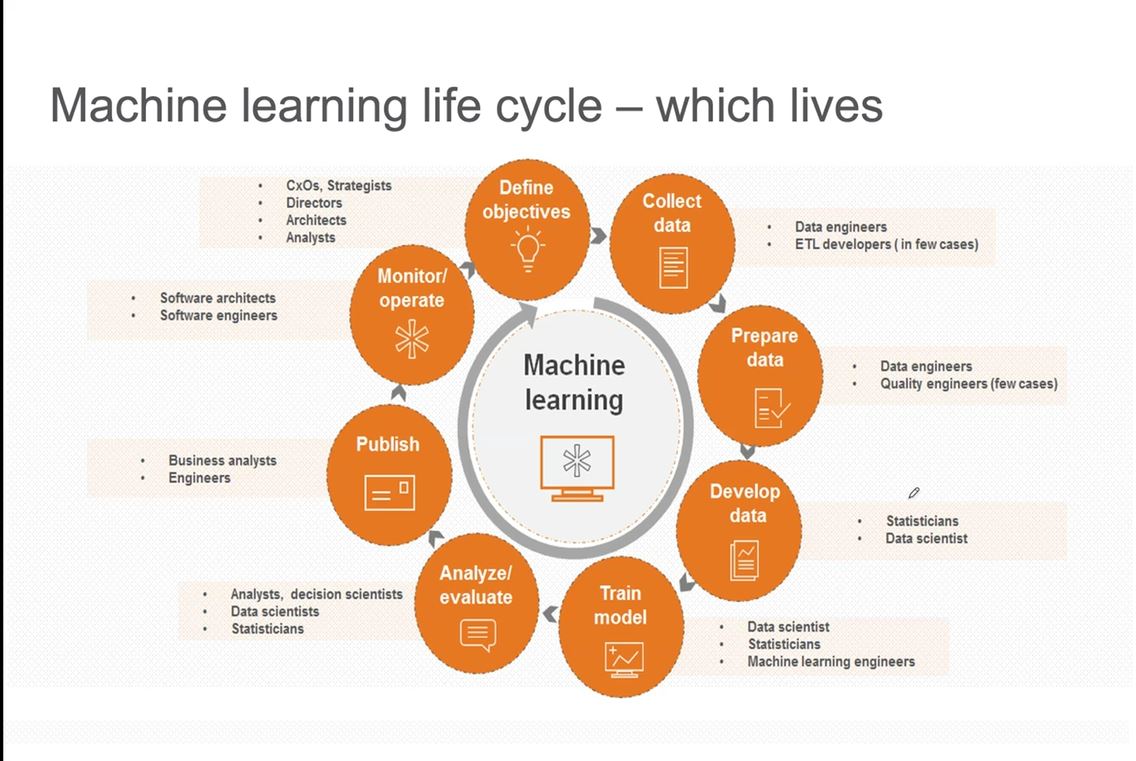 Machine learning life cycle – which lives
• CxOs, Strategists
• Directors
• Architects
• Analysts
Define
objectives
Collect
data
• Data engineers
• ETL developers ( in few cases)
Monitor/
operate
• Software architects
• Software engineers
Prepare
data
• Data engineers
• Quality engineers (few cases)
Machine
learning
Publish
• Business analysts
• Engineers
Develop
data
• Statisticians
• Data scientist
Analyze/
evaluate
• Analysts, decision scientists
• Data scientists
• Statisticians
Train
model
• Data scientist
• Statisticians
• Machine learning engineers